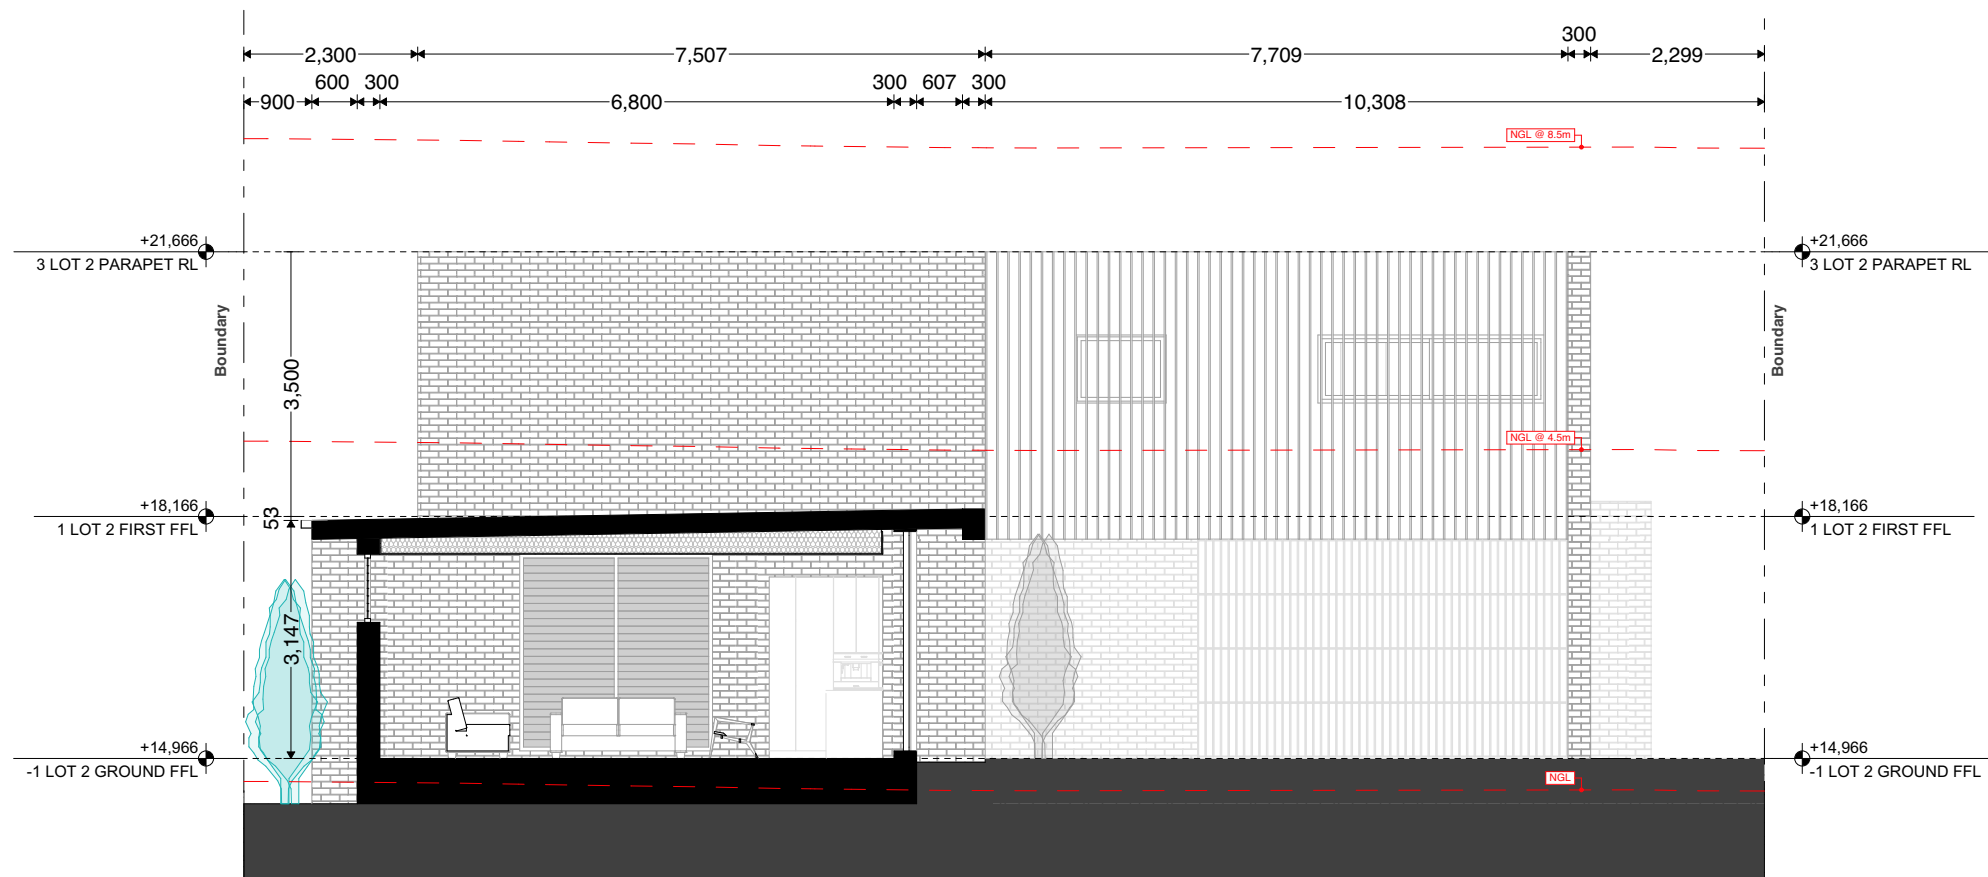 300
2,300
7,507
7,709
2,299
600
300
300
607
300
900
6,800
10,308
NGL @ 8.5m
+21,666
3 LOT 2 PARAPET RL
+21,666
3 LOT 2 PARAPET RL
Boundary
Boundary
3,500
NGL @ 4.5m
+18,166
1 LOT 2 FIRST FFL
53
+18,166
1 LOT 2 FIRST FFL
3,147
+14,966
-1 LOT 2 GROUND FFL
+14,966
-1 LOT 2 GROUND FFL
NGL